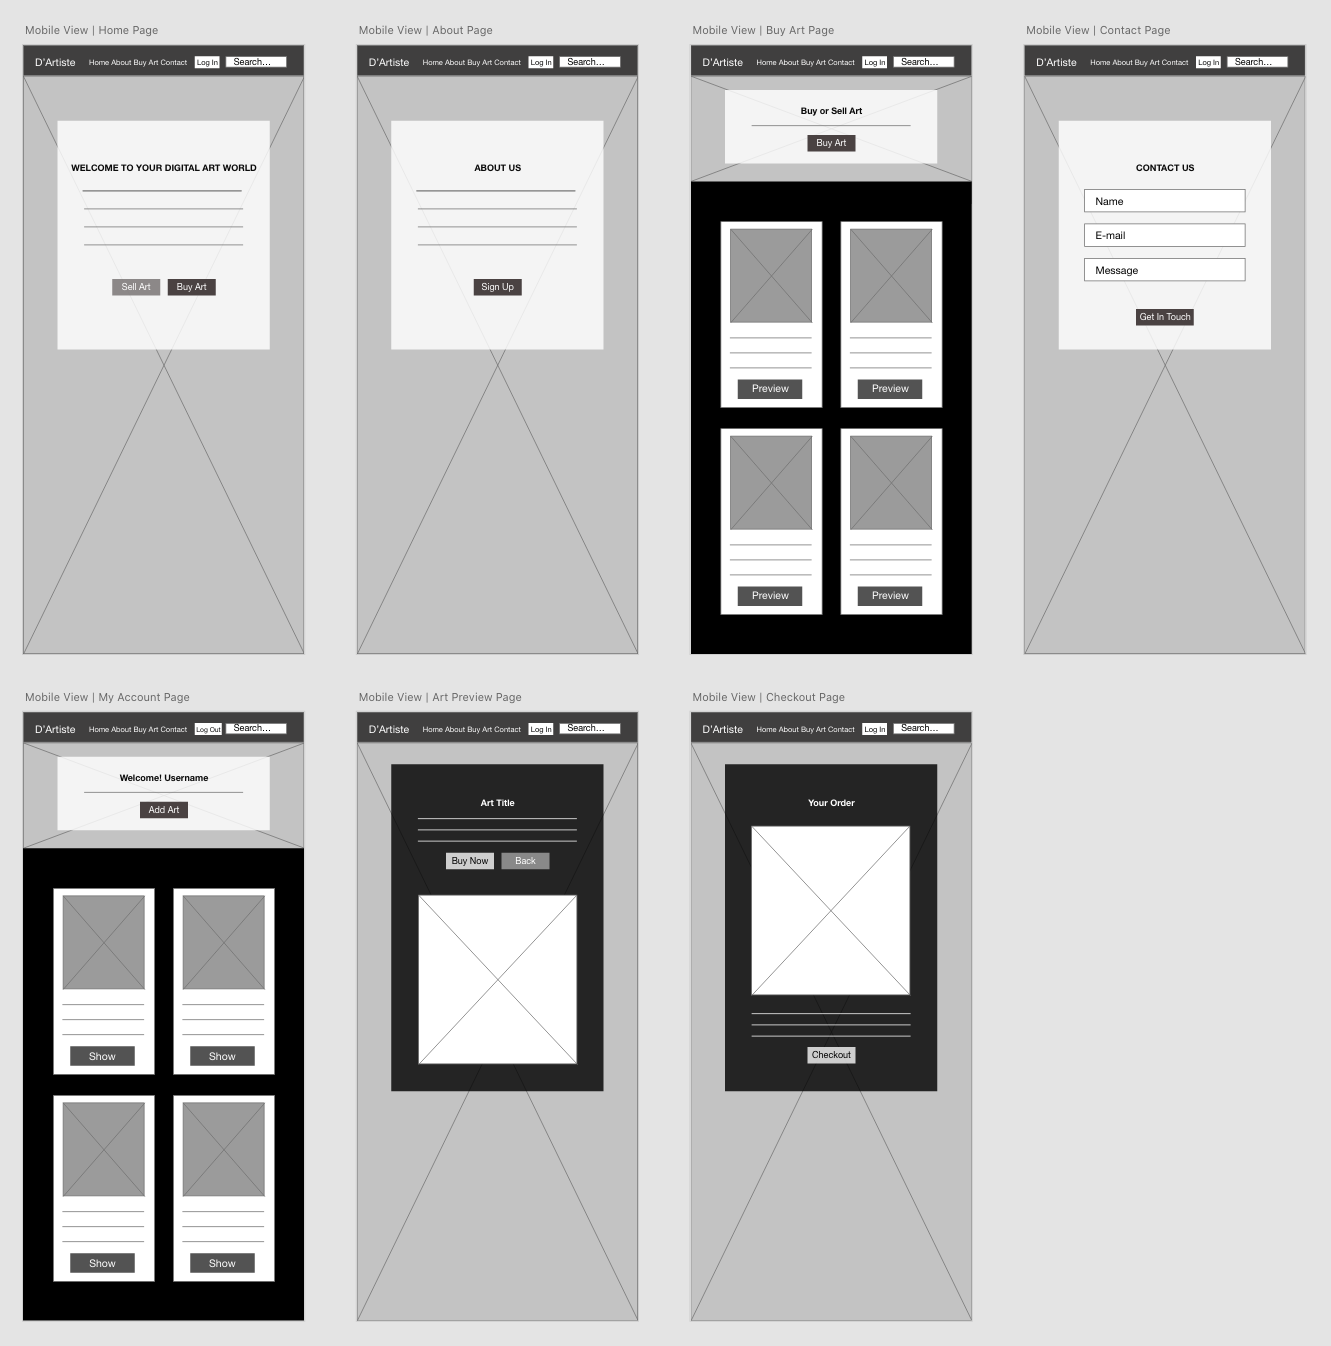 Mobile View | Home Page
D'Artiste Home About Buy Art Contact Log In Search...
WELCOME TO YOUR DIGITAL ART WORLD
Sell Art Buy Art
Mobile View | About Page
D'Artiste Home About Buy Art Contact Log In Search...
ABOUT US
Sign Up
Mobile View | Buy Art Page
D'Artiste Home About Buy Art Contact Log In Search...
Buy or Sell Art
Buy Art
Preview Preview
Preview Preview
Mobile View | Contact Page
D'Artiste Home About Buy Art Contact Log In Search...
CONTACT US
Name
E-mail
Message
Get In Touch
Mobile View | My Account Page
D'Artiste Home About Buy Art Contact Log Out Search...
Welcome! Username
Add Art
Show Show
Show Show
Mobile View | Art Preview Page
D'Artiste Home About Buy Art Contact Log In Search...
Art Title
Buy Now Back
Mobile View | Checkout Page
D'Artiste Home About Buy Art Contact Log In Search...
Your Order
Checkout